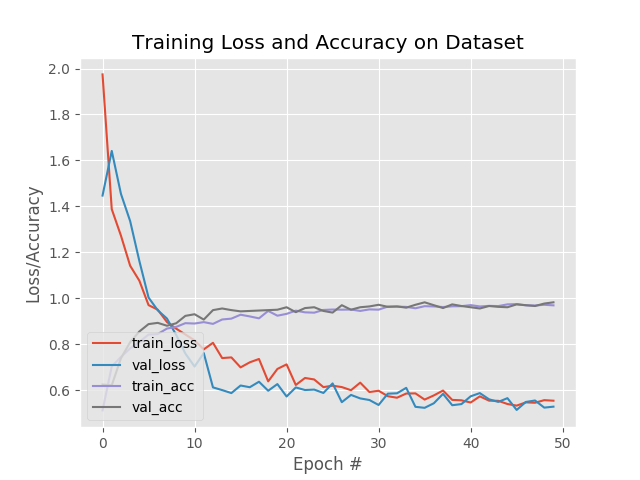 Training Loss and Accuracy on Dataset
Loss/Accuracy
2.0
1.8
1.6
1.4
1.2
1.0
0.8
0.6
train_loss
val_loss
train_acc
val_acc
0
10
20
30
40
50
Epoch #